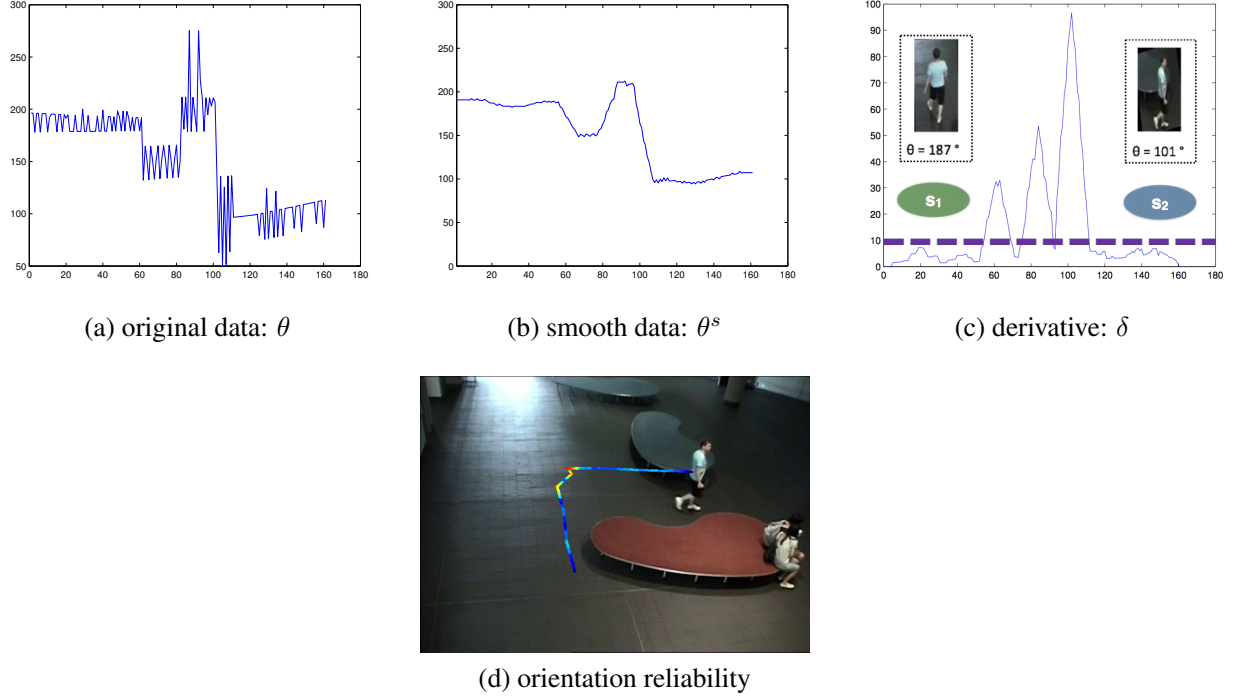 300
250
200
150
100
50
0 20 40 60 80 100 120 140 160 180
(a) original data: θ
300
250
200
150
100
50
0
0 20 40 60 80 100 120 140 160 180
(b) smooth data: θˢ
100
90
80
70
60
50
40
30
20
10
0
0 20 40 60 80 100 120 140 160 180
θ = 187 °
θ = 101 °
S₁
S₂
(c) derivative: δ
(d) orientation reliability